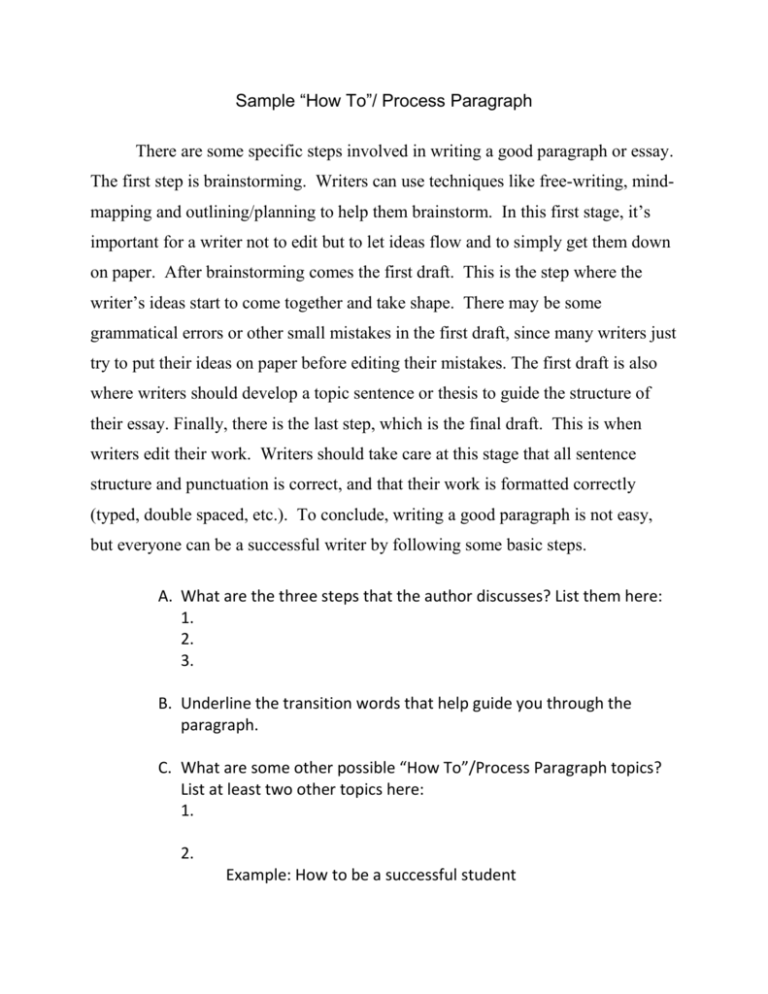 Sample “How To”/ Process Paragraph
There are some specific steps involved in writing a good paragraph or essay.
The first step is brainstorming.  Writers can use techniques like free-writing, mind-
mapping and outlining/planning to help them brainstorm.  In this first stage, it’s
important for a writer not to edit but to let ideas flow and to simply get them down
on paper.  After brainstorming comes the first draft.  This is the step where the
writer’s ideas start to come together and take shape.  There may be some
grammatical errors or other small mistakes in the first draft, since many writers just
try to put their ideas on paper before editing their mistakes. The first draft is also
where writers should develop a topic sentence or thesis to guide the structure of
their essay. Finally, there is the last step, which is the final draft.  This is when
writers edit their work.  Writers should take care at this stage that all sentence
structure and punctuation is correct, and that their work is formatted correctly
(typed, double spaced, etc.).  To conclude, writing a good paragraph is not easy,
but everyone can be a successful writer by following some basic steps.
A. What are the three steps that the author discusses? List them here:
1.
2.
3.
B. Underline the transition words that help guide you through the
paragraph.
C. What are some other possible “How To”/Process Paragraph topics?
List at least two other topics here:
1.
2.
Example: How to be a successful student